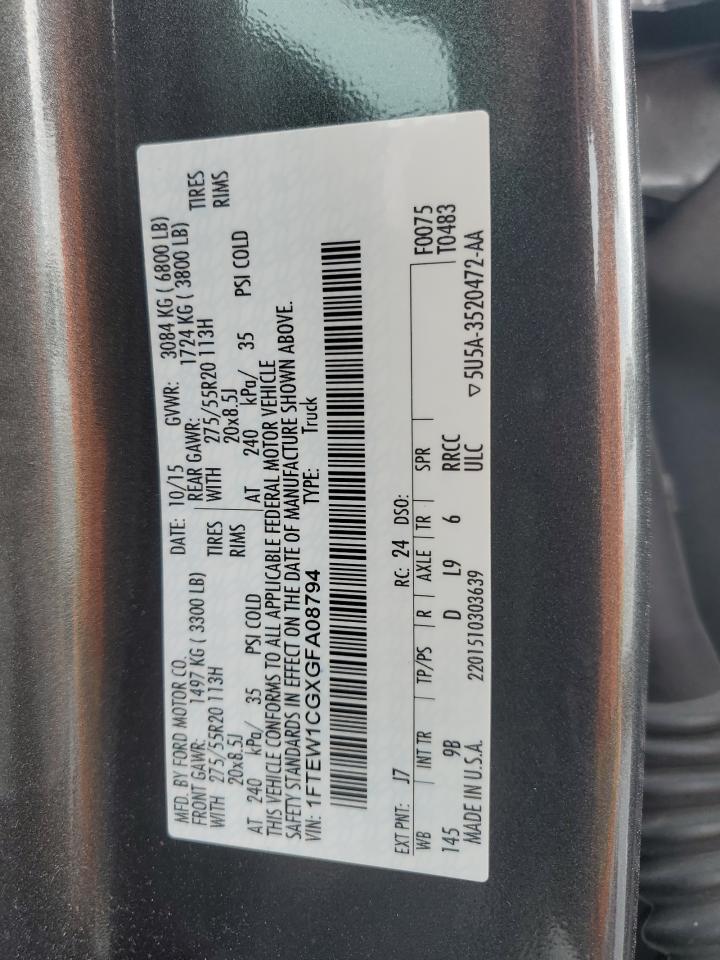 MFD. BY FORD MOTOR CO.
DATE: 10/15 GVWR: 3084 KG ( 6800 LB)
FRONT GAWR: 1497 KG ( 3300 LB) REAR GAWR: 1724 KG ( 3800 LB)
WITH 275/55R20 113H TIRES WITH 275/55R20 113H TIRES
20x8.5J RIMS 20x8.5J RIMS
AT 240 kPa/ 35 PSI COLD AT 240 kPa/ 35 PSI COLD
THIS VEHICLE CONFORMS TO ALL APPLICABLE FEDERAL MOTOR VEHICLE
SAFETY STANDARDS IN EFFECT ON THE DATE OF MANUFACTURE SHOWN ABOVE.
VIN: 1FTEW1CGXGFA08794 TYPE: Truck
EXT PNT: J7 RC: 24 DSO: F0075
WB INT TR TP/PS R AXLE TR SPR T0483
145 9B D L9 6 RRCC
MADE IN U.S.A. 2201510303639 ULC ▽5U5A-3520472-AA